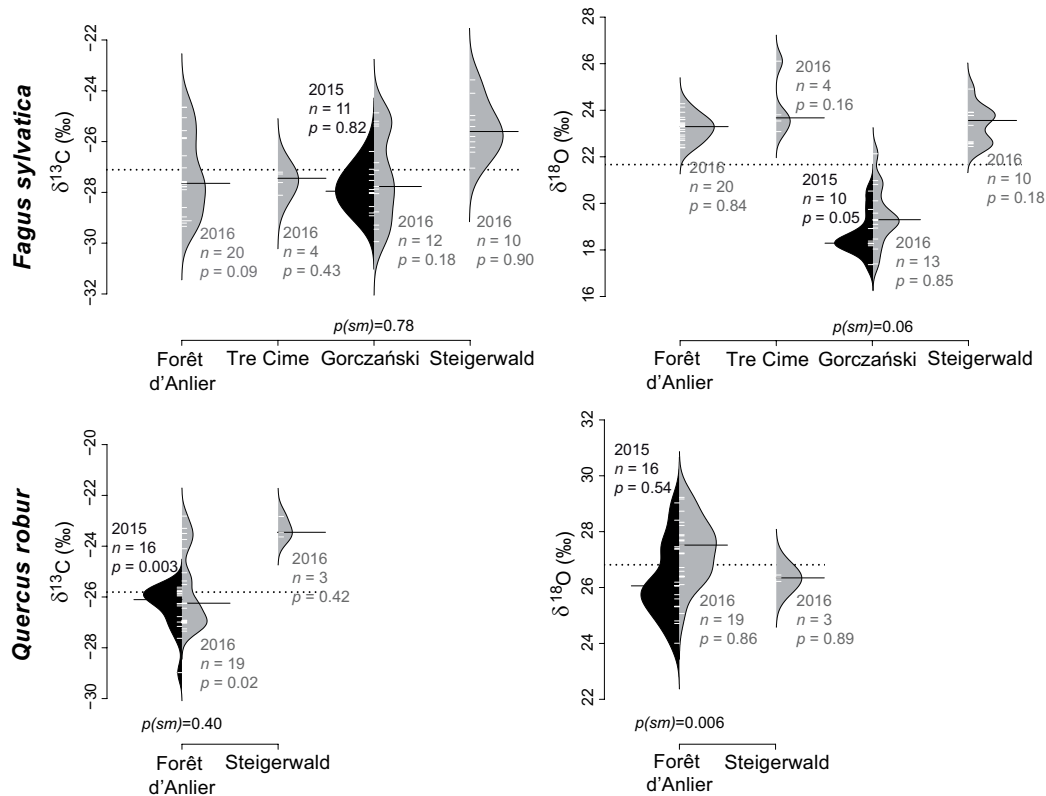 Fagus sylvatica
δ13C (‰)
−22
−24
−26
−28
−30
−32
2016
n = 20
p = 0.09
2016
n = 4
p = 0.43
2015
n = 11
p = 0.82
2016
n = 12
p = 0.18
2016
n = 10
p = 0.90
p(sm)=0.78
Forêt
d’Anlier
Tre Cime
Gorczański
Steigerwald
δ18O (‰)
28
26
24
22
20
18
16
2016
n = 20
p = 0.84
2016
n = 4
p = 0.16
2015
n = 10
p = 0.05
2016
n = 13
p = 0.85
2016
n = 10
p = 0.18
p(sm)=0.06
Forêt
d’Anlier
Tre Cime
Gorczański
Steigerwald
Quercus robur
δ13C (‰)
−20
−22
−24
−26
−28
−30
2015
n = 16
p = 0.003
2016
n = 19
p = 0.02
2016
n = 3
p = 0.42
p(sm)=0.40
Forêt
d’Anlier
Steigerwald
δ18O (‰)
32
30
28
26
24
22
2015
n = 16
p = 0.54
2016
n = 19
p = 0.86
2016
n = 3
p = 0.89
p(sm)=0.006
Forêt
d’Anlier
Steigerwald